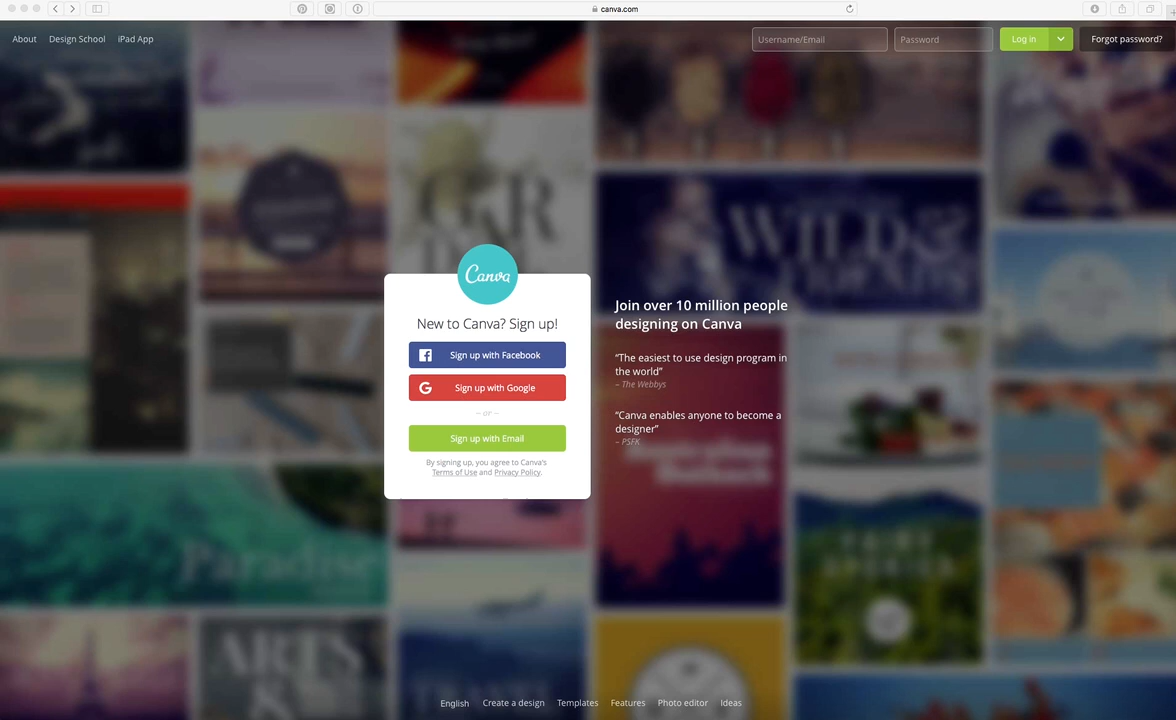 canva.com
About Design School iPad App
Username/Email Password Log in Forgot password?
Canva
New to Canva? Sign up!
Sign up with Facebook
Sign up with Google
– or –
Sign up with Email
By signing up, you agree to Canva's
Terms of Use and Privacy Policy.
Join over 10 million people
designing on Canva
“The easiest to use design program in
the world”
– The Webbys
“Canva enables anyone to become a
designer”
– PSFK
WILD &
Paradise
ARTS
&
TRAVEL
English Create a design Templates Features Photo editor Ideas